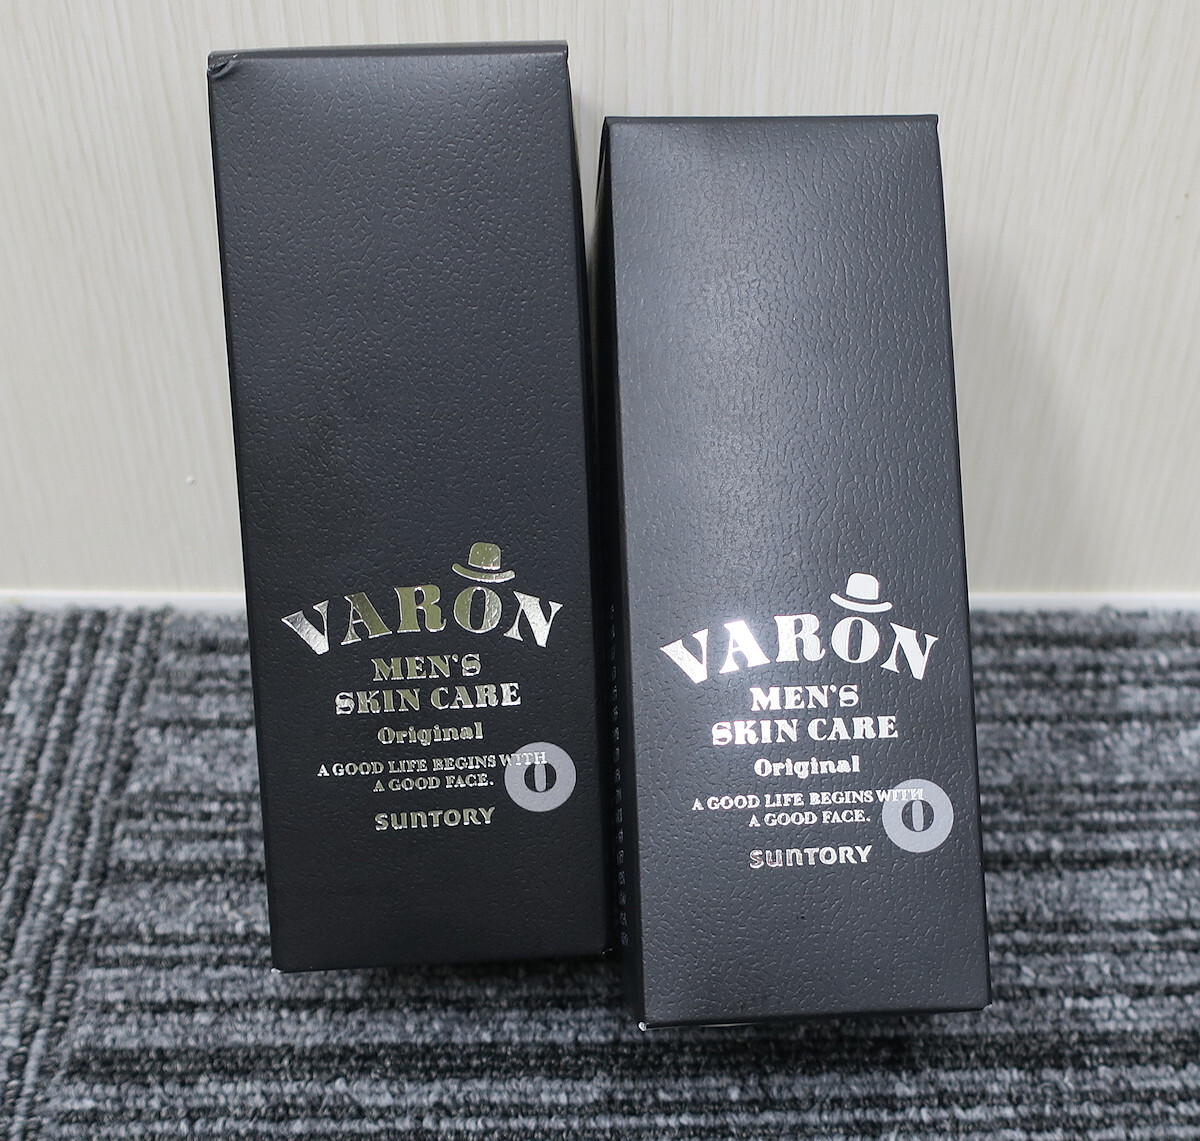 VARON
MEN'S
SKIN CARE
Original
A GOOD LIFE BEGINS WITH
A GOOD FACE.
O
SUNTORY
VARON
MEN'S
SKIN CARE
Original
A GOOD LIFE BEGINS WITH
A GOOD FACE.
O
SUNTORY